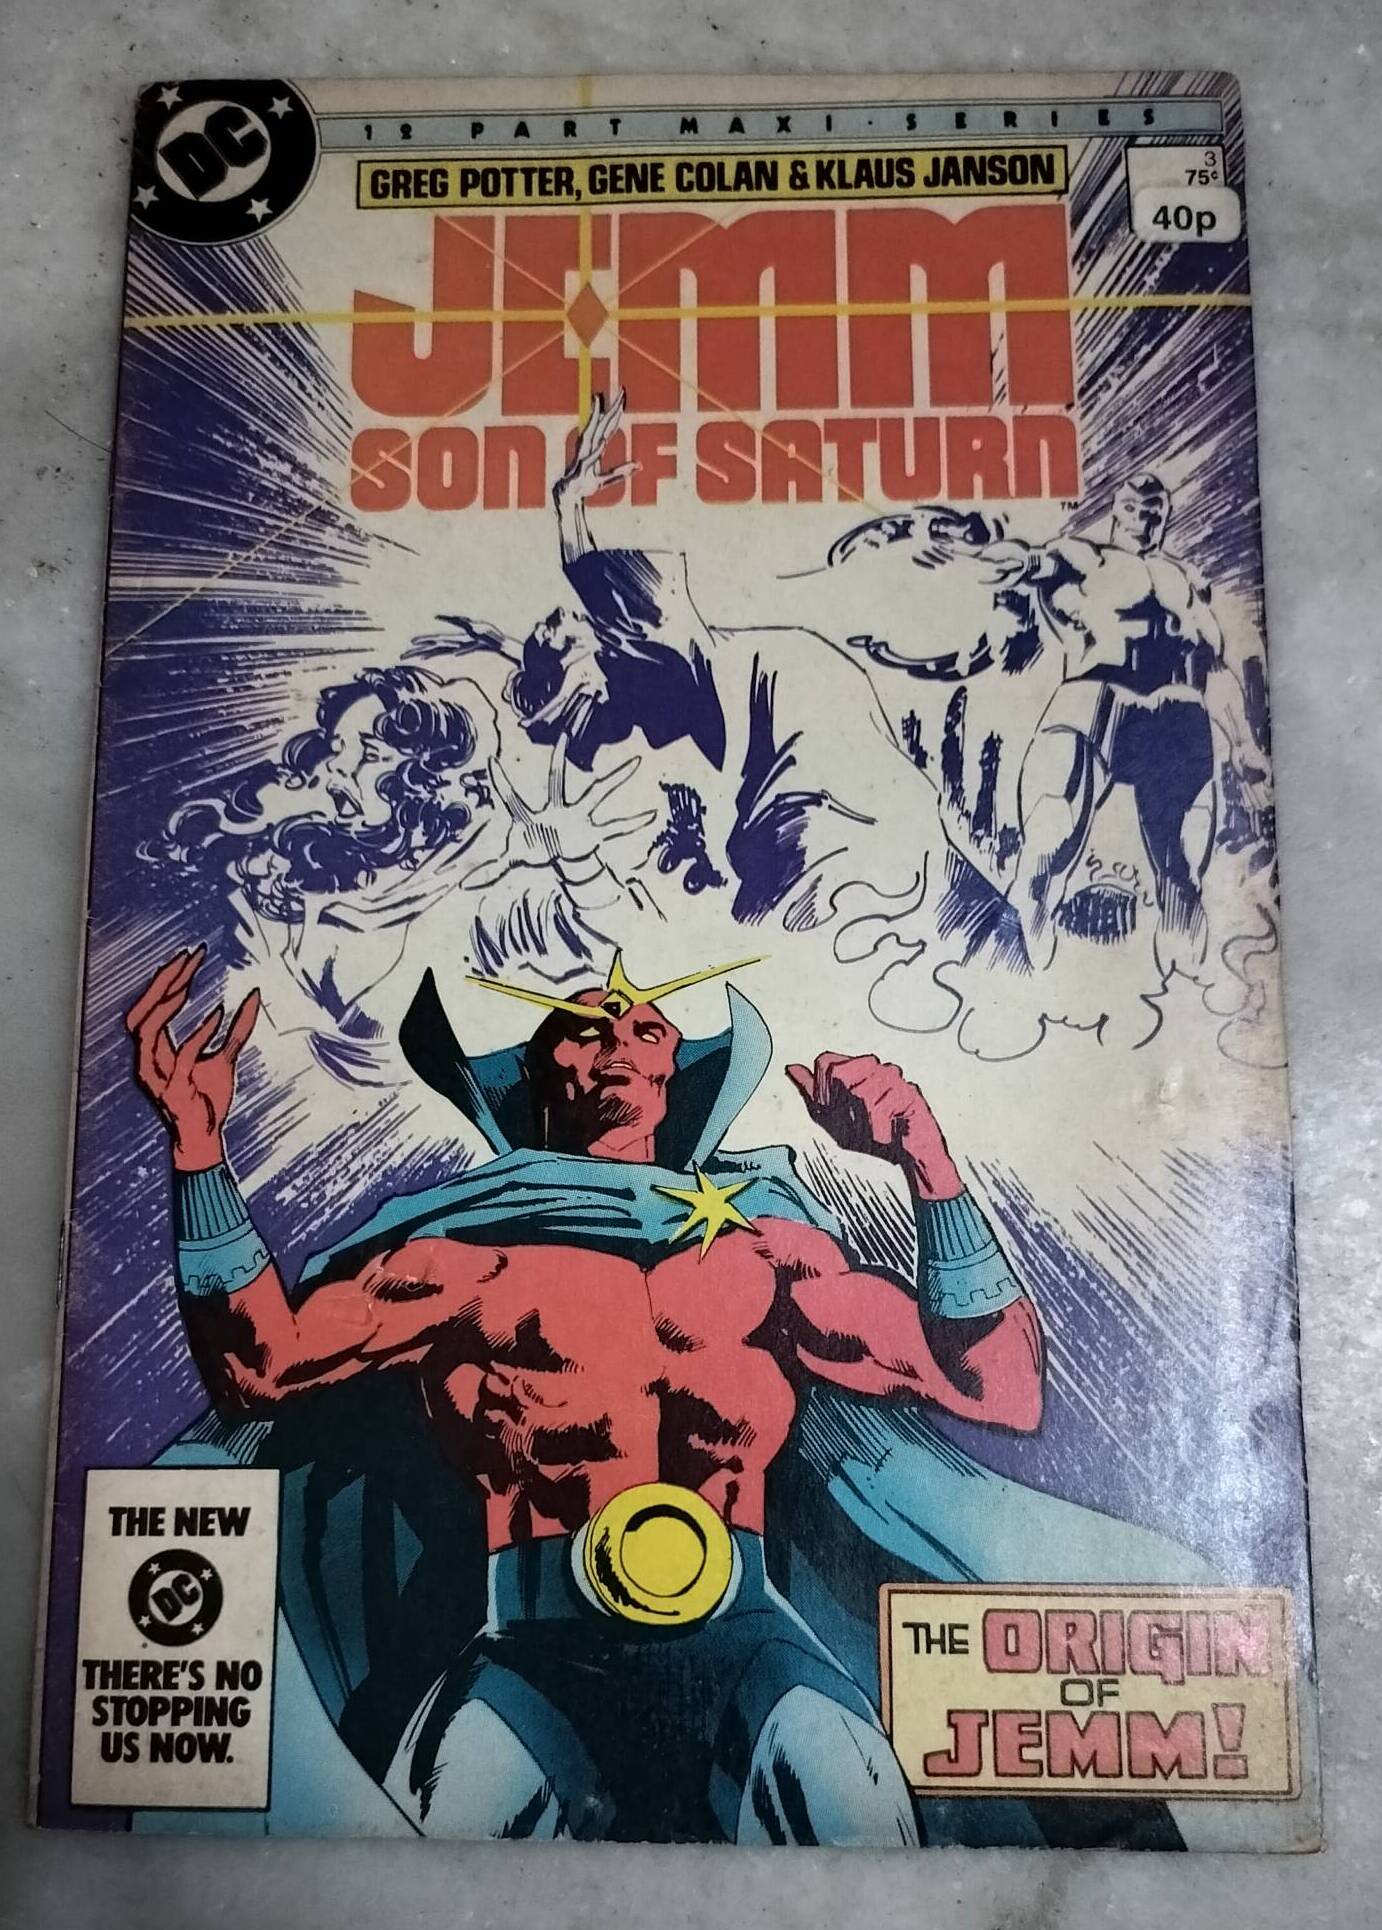 DC
12 PART MAXI-SERIES
GREG POTTER, GENE COLAN & KLAUS JANSON
3
75¢
40p
JEMM
SON OF SATURN
TM
THE NEW
DC
THERE'S NO
STOPPING
US NOW.
THE ORIGIN
OF
JEMM!